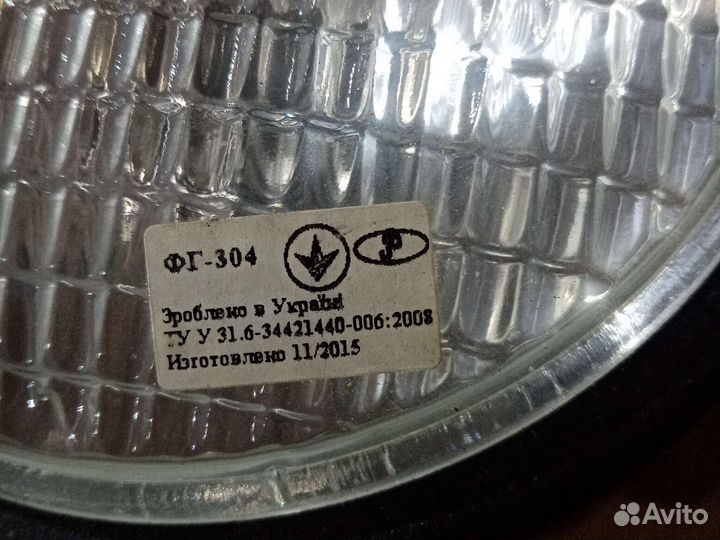 ФГ-304
Зроблено в Україні
ТУ У 31.6-34421440-006:2008
Изготовлено 11/2015
Avito